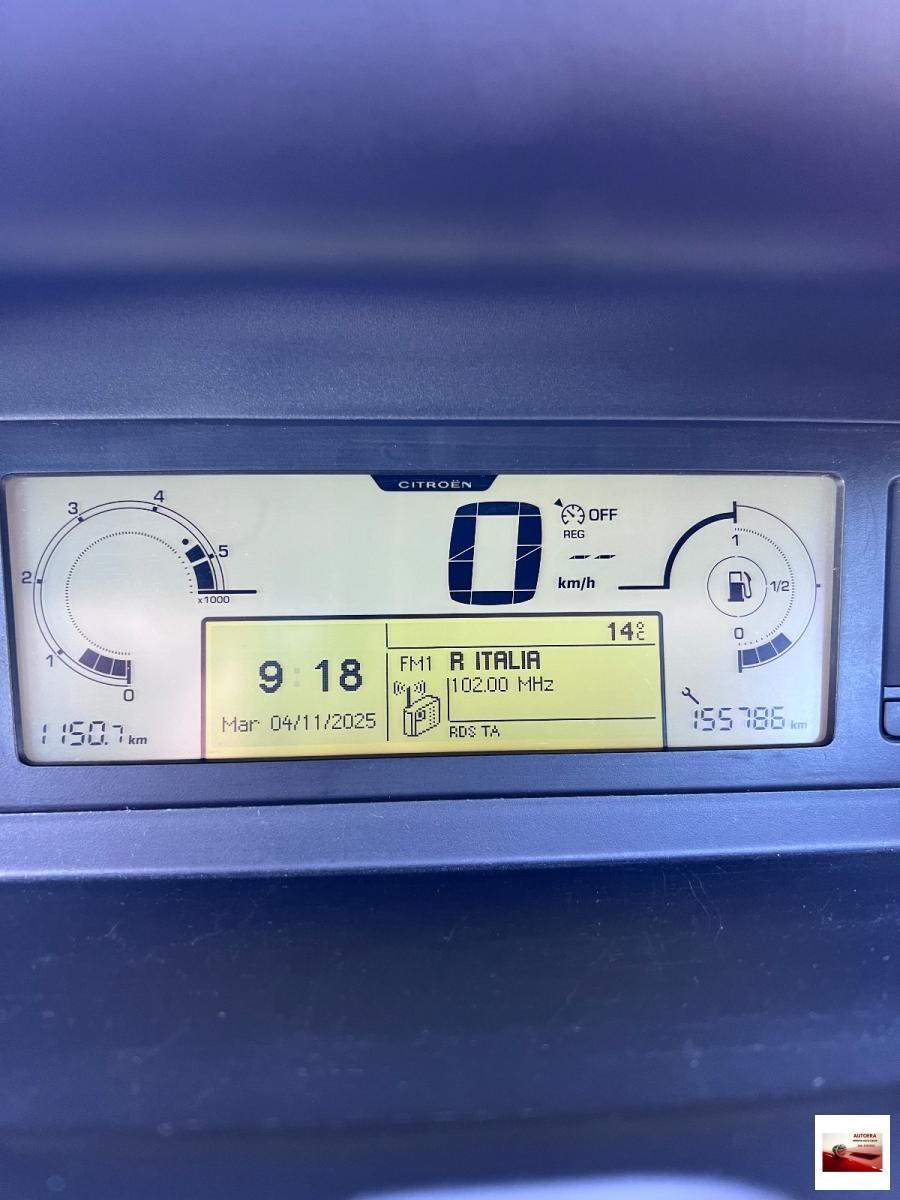 CITROËN
4
3
5
2
x1000
1
0
1150.7 km
0
OFF
REG
--
km/h
1
1/2
0
14°C
9:18
FM1 R ITALIA
102.00 MHz
Mar 04/11/2025
RDS TA
155786 km
AUTOERA